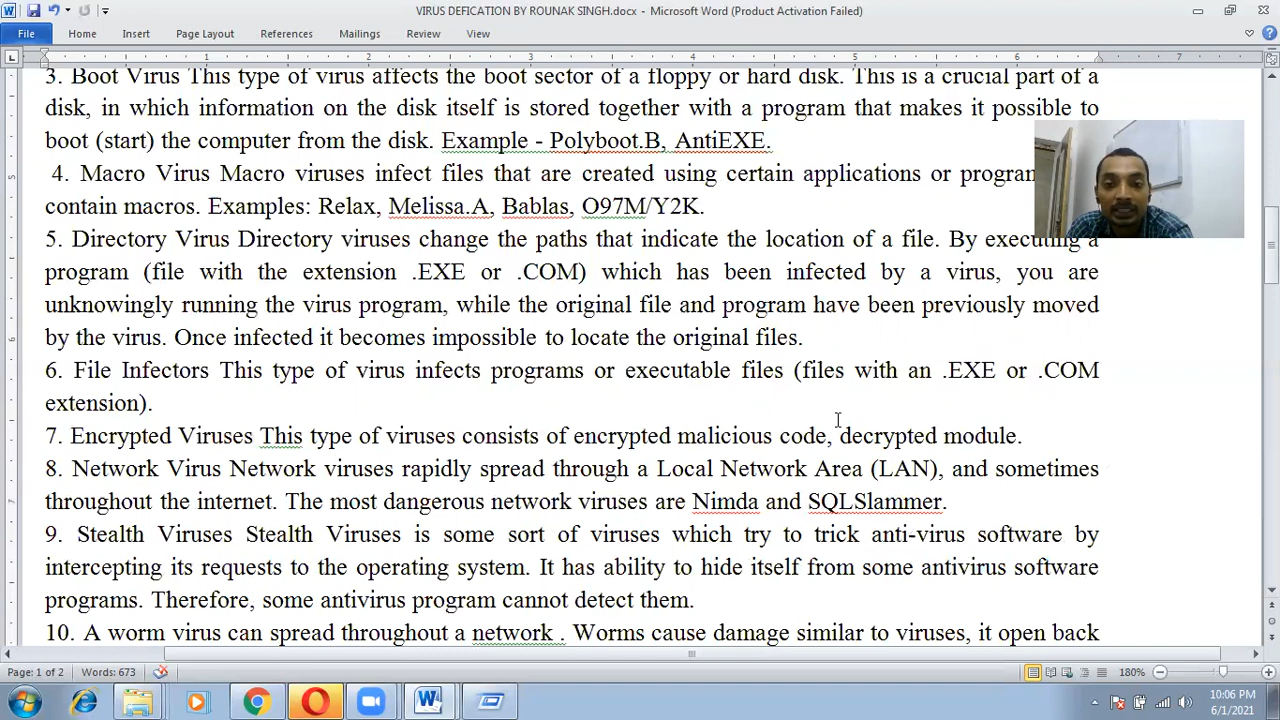 VIRUS DEFICATION BY ROUNAK SINGH.docx - Microsoft Word (Product Activation Failed)
File Home Insert Page Layout References Mailings Review View
1 2 3 4 5 6 7
3. Boot Virus This type of virus affects the boot sector of a floppy or hard disk. This is a crucial part of a
disk, in which information on the disk itself is stored together with a program that makes it possible to
boot (start) the computer from the disk. Example - Polyboot.B, AntiEXE.
4. Macro Virus Macro viruses infect files that are created using certain applications or program
contain macros. Examples: Relax, Melissa.A, Bablas, O97M/Y2K.
5. Directory Virus Directory viruses change the paths that indicate the location of a file. By executing a
program (file with the extension .EXE or .COM) which has been infected by a virus, you are
unknowingly running the virus program, while the original file and program have been previously moved
by the virus. Once infected it becomes impossible to locate the original files.
6. File Infectors This type of virus infects programs or executable files (files with an .EXE or .COM
extension).
7. Encrypted Viruses This type of viruses consists of encrypted malicious code, decrypted module.
8. Network Virus Network viruses rapidly spread through a Local Network Area (LAN), and sometimes
throughout the internet. The most dangerous network viruses are Nimda and SQLSlammer.
9. Stealth Viruses Stealth Viruses is some sort of viruses which try to trick anti-virus software by
intercepting its requests to the operating system. It has ability to hide itself from some antivirus software
programs. Therefore, some antivirus program cannot detect them.
10. A worm virus can spread throughout a network . Worms cause damage similar to viruses, it open back
Page: 1 of 2 Words: 673 180%
10:06 PM
6/1/2021